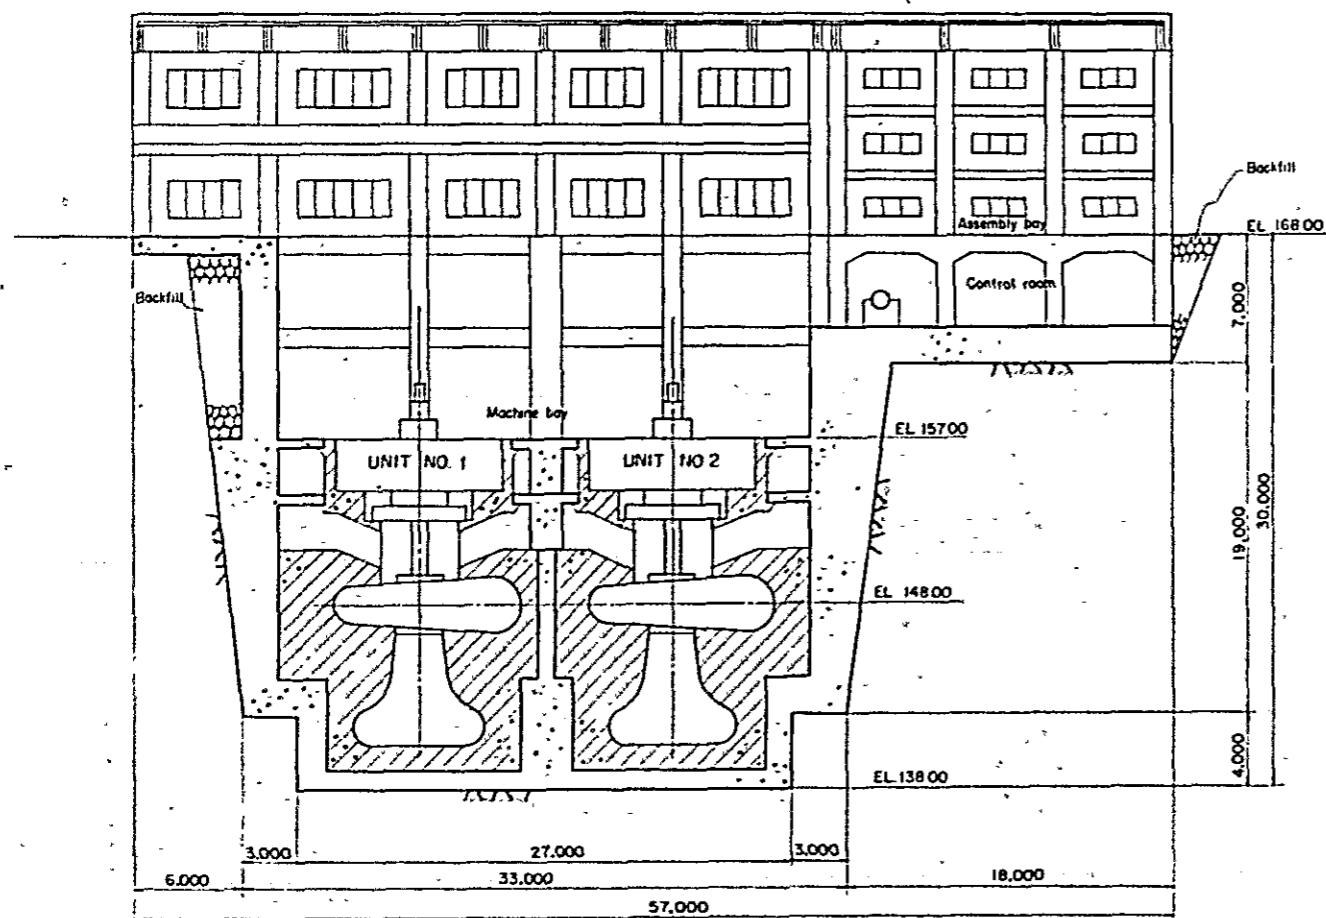 Backfill
Assembly bay
EL 168.00
Backfill
Control room
7,000
Machine bay
EL 157.00
UNIT NO. 1
UNIT NO 2
19,000
30,000
EL 148.00
EL. 138.00
4,000
3.000
27,000
3,000
6.000
33,000
18,000
57,000